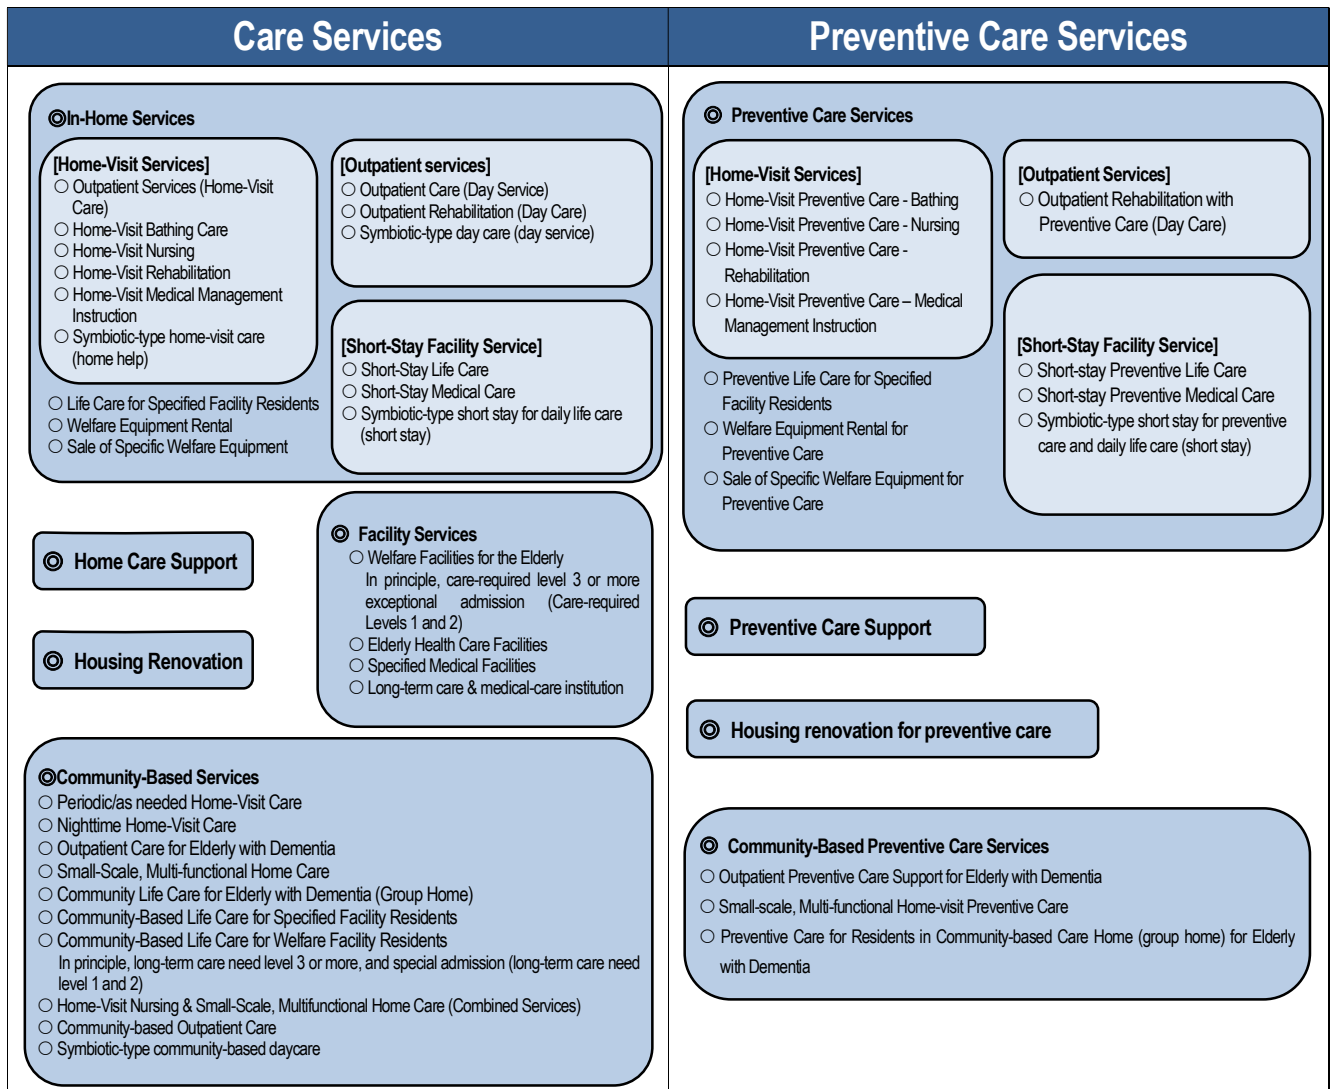 Care Services
Preventive Care Services
◎In-Home Services
[Home-Visit Services]
○ Outpatient Services (Home-Visit
Care)
○ Home-Visit Bathing Care
○ Home-Visit Nursing
○ Home-Visit Rehabilitation
○ Home-Visit Medical Management
Instruction
○ Symbiotic-type home-visit care
(home help)
[Outpatient services]
○ Outpatient Care (Day Service)
○ Outpatient Rehabilitation (Day Care)
○ Symbiotic-type day care (day service)
[Short-Stay Facility Service]
○ Short-Stay Life Care
○ Short-Stay Medical Care
○ Symbiotic-type short stay for daily life care
(short stay)
○ Life Care for Specified Facility Residents
○ Welfare Equipment Rental
○ Sale of Specific Welfare Equipment
◎ Home Care Support
◎ Housing Renovation
◎ Facility Services
○ Welfare Facilities for the Elderly
In principle, care-required level 3 or more
exceptional admission (Care-required
Levels 1 and 2)
○ Elderly Health Care Facilities
○ Specified Medical Facilities
○ Long-term care & medical-care institution
◎Community-Based Services
○ Periodic/as needed Home-Visit Care
○ Nighttime Home-Visit Care
○ Outpatient Care for Elderly with Dementia
○ Small-Scale, Multi-functional Home Care
○ Community Life Care for Elderly with Dementia (Group Home)
○ Community-Based Life Care for Specified Facility Residents
○ Community-Based Life Care for Welfare Facility Residents
In principle, long-term care need level 3 or more, and special admission (long-term care need
level 1 and 2)
○ Home-Visit Nursing & Small-Scale, Multifunctional Home Care (Combined Services)
○ Community-based Outpatient Care
○ Symbiotic-type community-based daycare
◎ Preventive Care Services
[Home-Visit Services]
○ Home-Visit Preventive Care - Bathing
○ Home-Visit Preventive Care - Nursing
○ Home-Visit Preventive Care -
Rehabilitation
○ Home-Visit Preventive Care – Medical
Management Instruction
[Outpatient Services]
○ Outpatient Rehabilitation with
Preventive Care (Day Care)
[Short-Stay Facility Service]
○ Short-stay Preventive Life Care
○ Short-stay Preventive Medical Care
○ Symbiotic-type short stay for preventive
care and daily life care (short stay)
○ Preventive Life Care for Specified
Facility Residents
○ Welfare Equipment Rental for
Preventive Care
○ Sale of Specific Welfare Equipment for
Preventive Care
◎ Preventive Care Support
◎ Housing renovation for preventive care
◎ Community-Based Preventive Care Services
○ Outpatient Preventive Care Support for Elderly with Dementia
○ Small-scale, Multi-functional Home-visit Preventive Care
○ Preventive Care for Residents in Community-based Care Home (group home) for Elderly
with Dementia